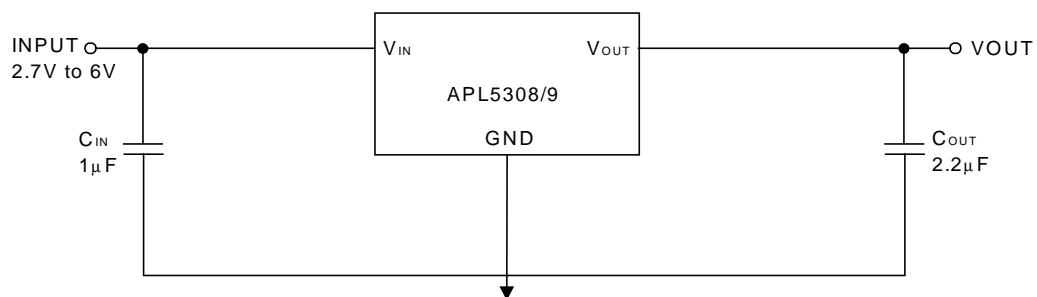 INPUT
2.7V to 6V
VIN
VOUT
VOUT
APL5308/9
GND
CIN
1μF
COUT
2.2μF